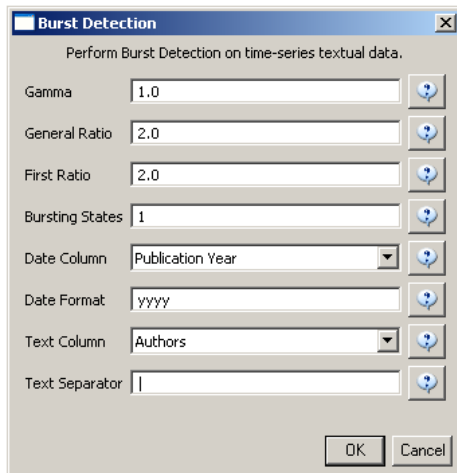 Burst Detection
Perform Burst Detection on time-series textual data.
Gamma 1.0
General Ratio 2.0
First Ratio 2.0
Bursting States 1
Date Column Publication Year
Date Format yyyy
Text Column Authors
Text Separator |
OK Cancel